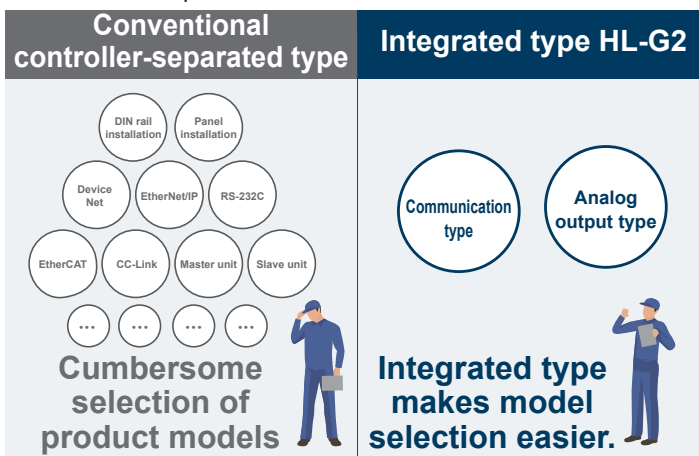 Conventional
controller-separated type
Integrated type HL-G2
DIN rail
installation
Panel
installation
Device
Net
EtherNet/IP
RS-232C
EtherCAT
CC-Link
Master unit
Slave unit
...
...
...
...
Cumbersome
selection of
product models
Communication
type
Analog
output type
Integrated type
makes model
selection easier.